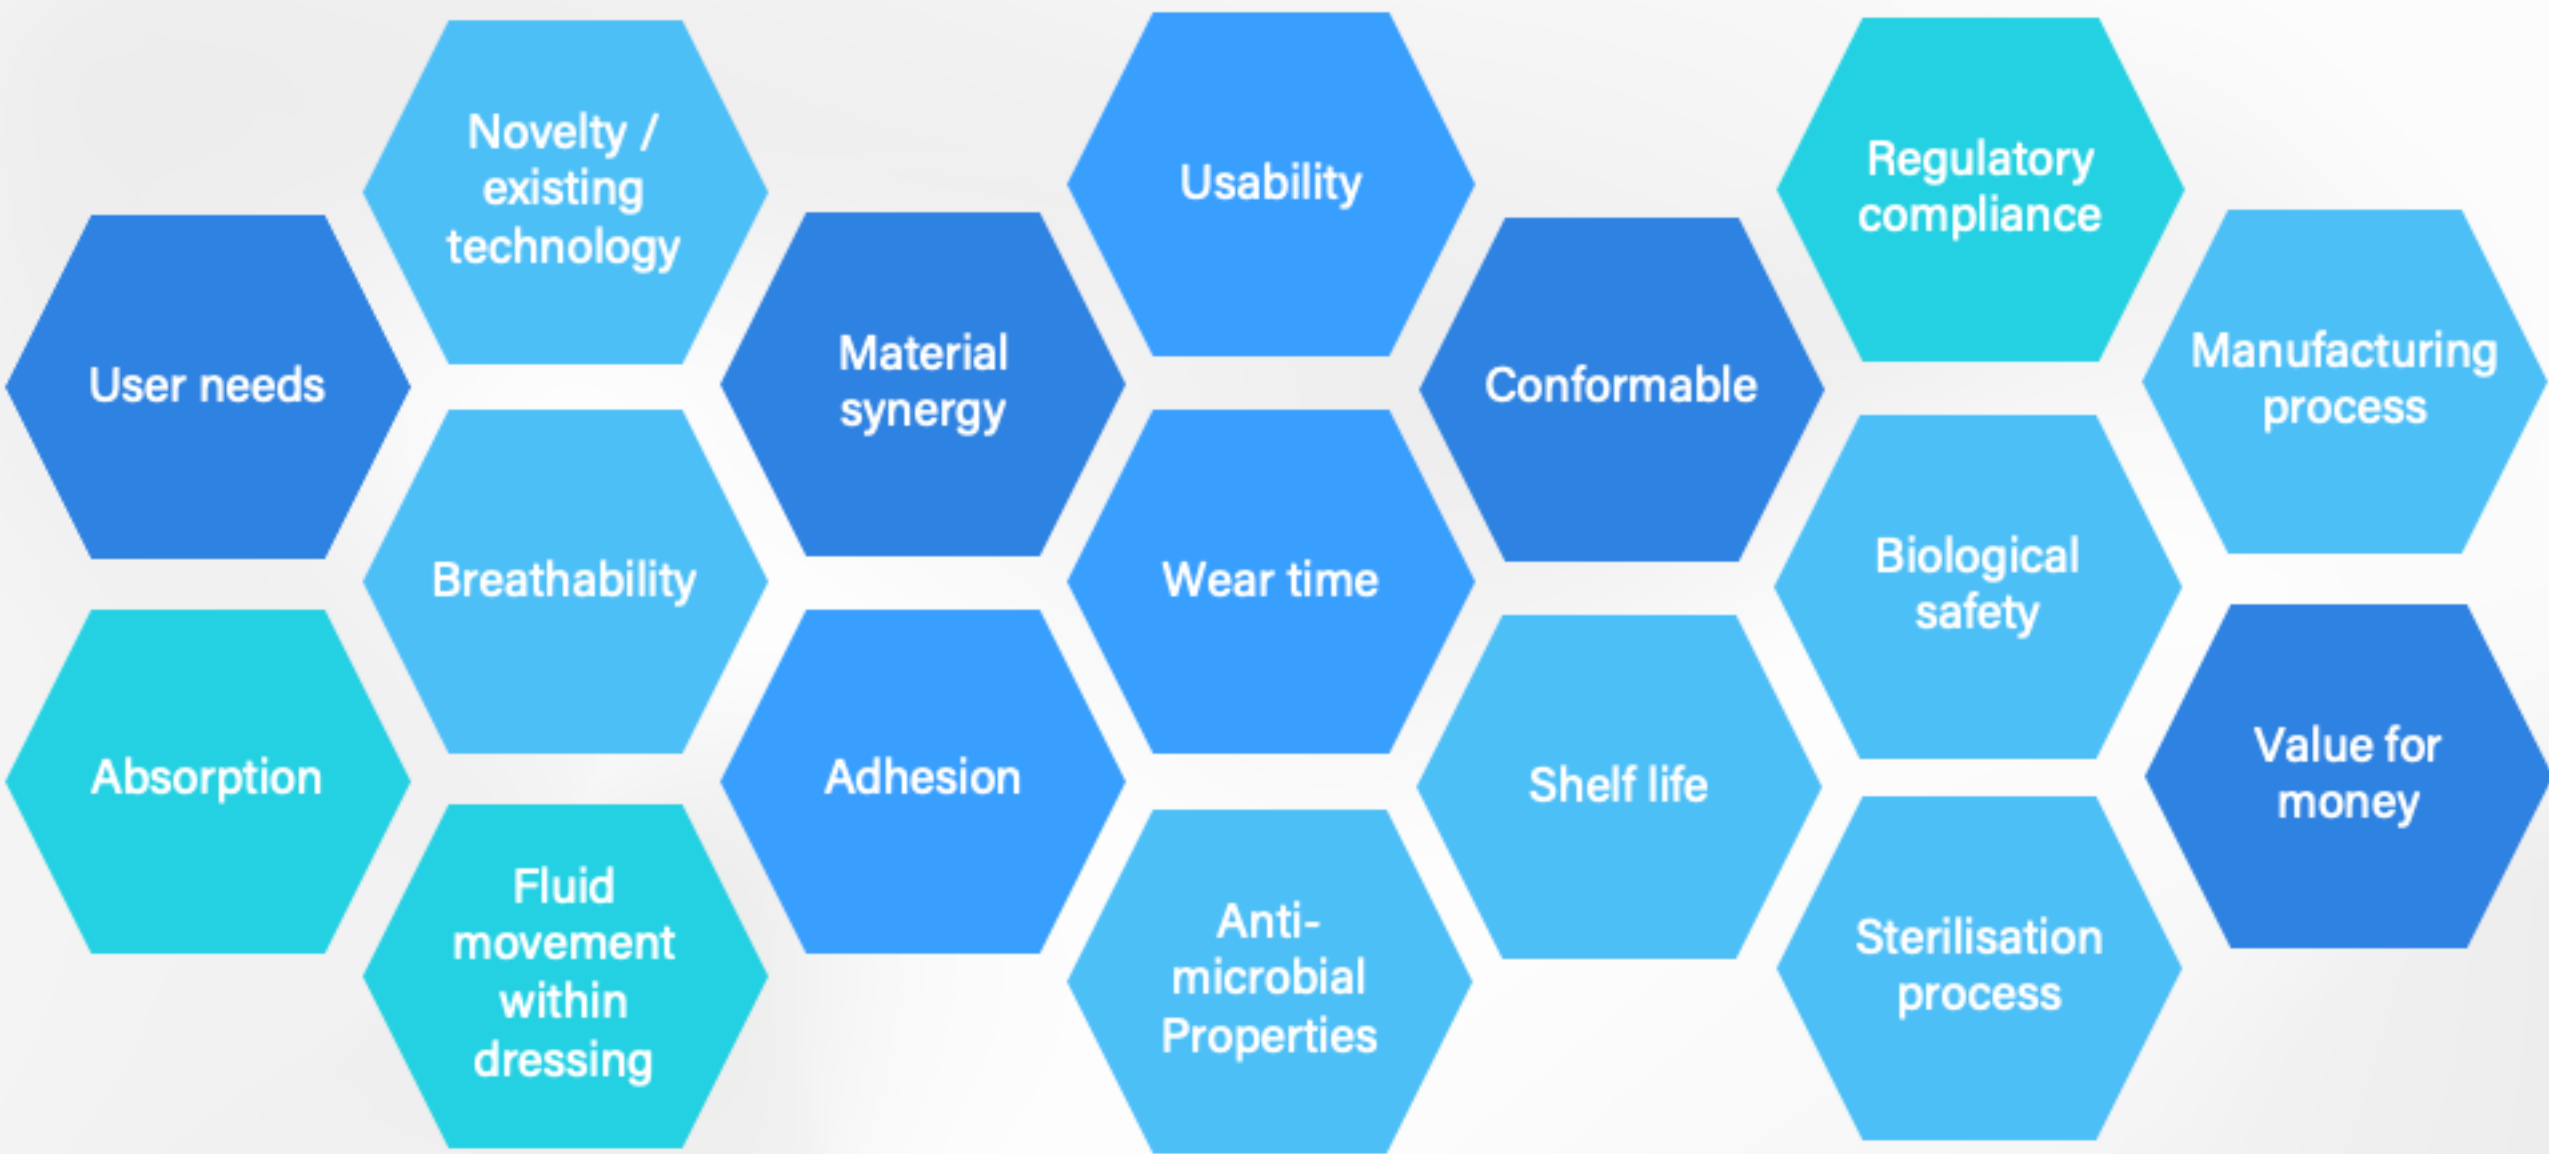 Novelty /
existing
technology
Usability
Regulatory
compliance
User needs
Material
synergy
Conformable
Manufacturing
process
Breathability
Wear time
Biological
safety
Absorption
Adhesion
Shelf life
Value for
money
Fluid
movement
within
dressing
Anti-
microbial
Properties
Sterilisation
process